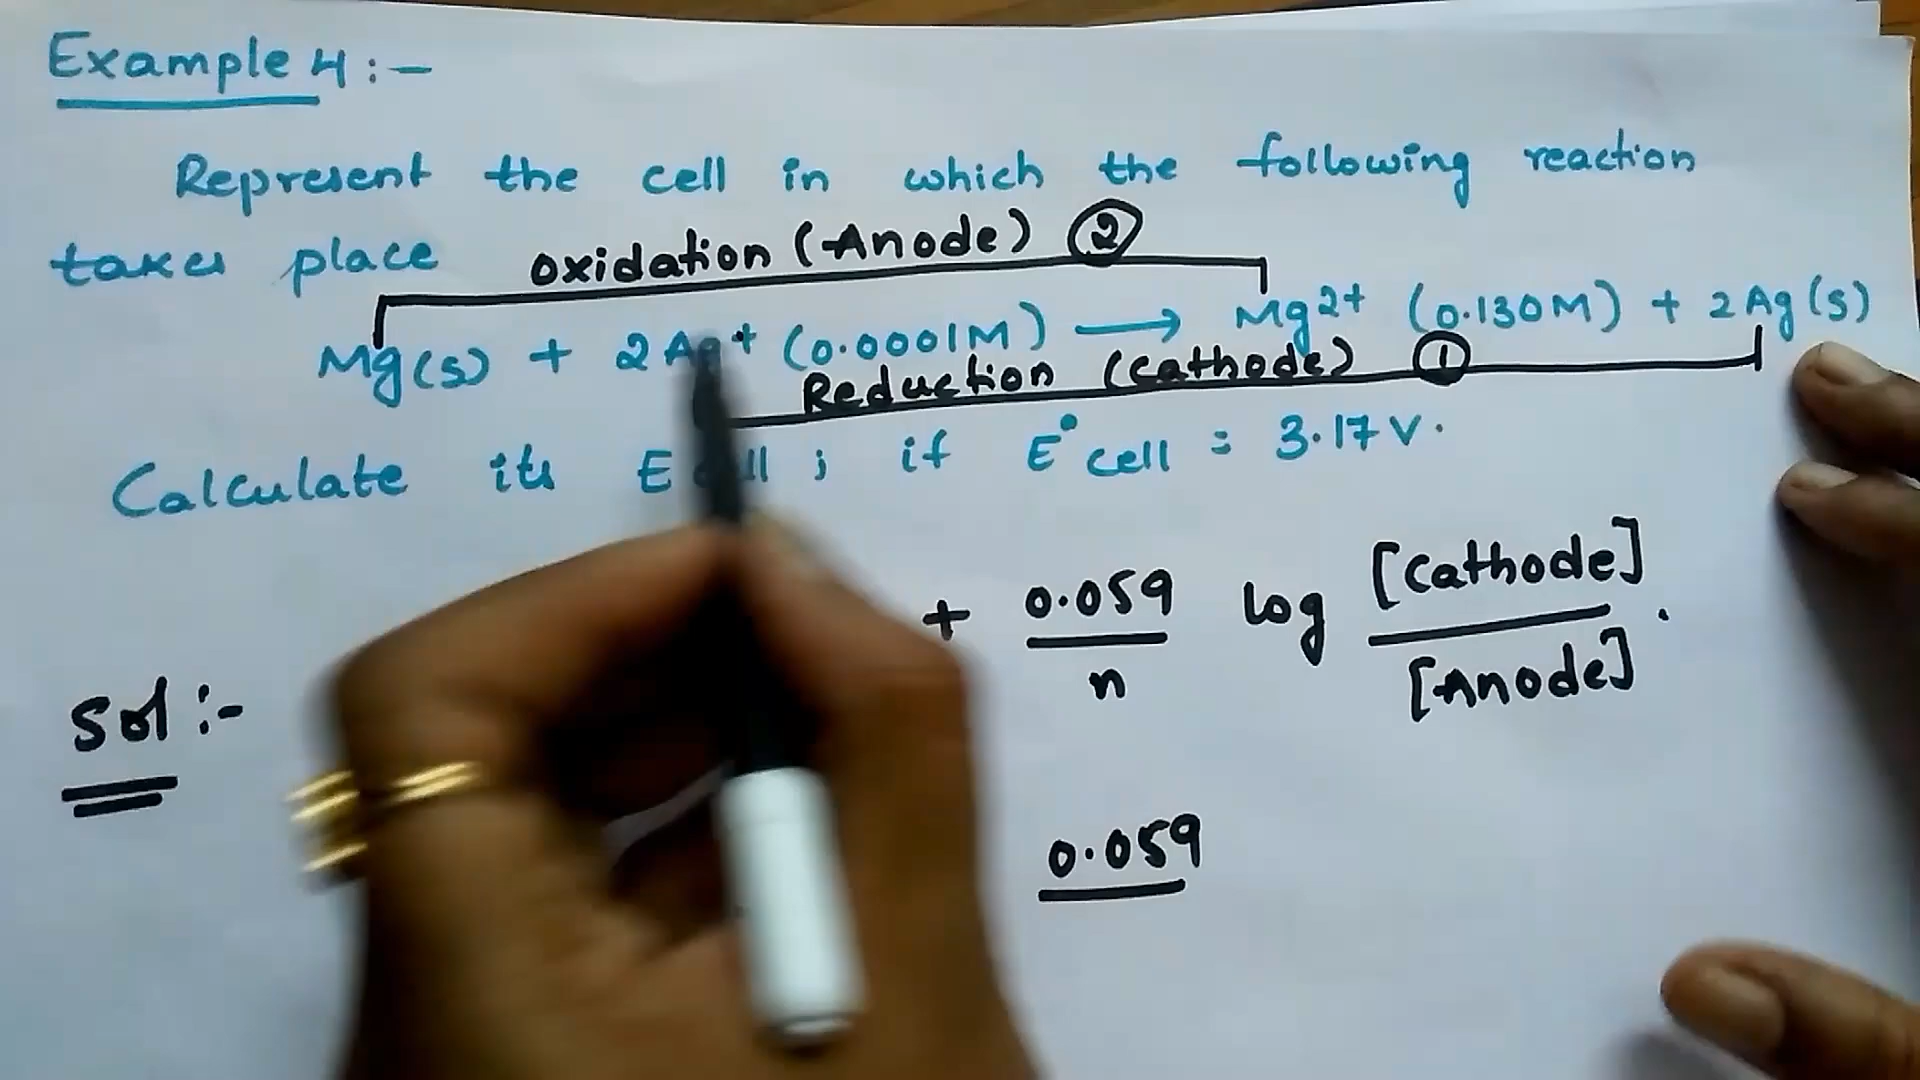 Example 4:-
Represent the cell in which the following reaction
takes place oxidation (Anode) ②
Mg(s) + 2Ag+ (0.0001M) → Mg2+ (0.130M) + 2Ag(s)
Reduction (Cathode) ①
Calculate its Ecell ; if E°cell = 3.17V.
+ 0.059/n log [Cathode]/[Anode].
Sol:-
0.059